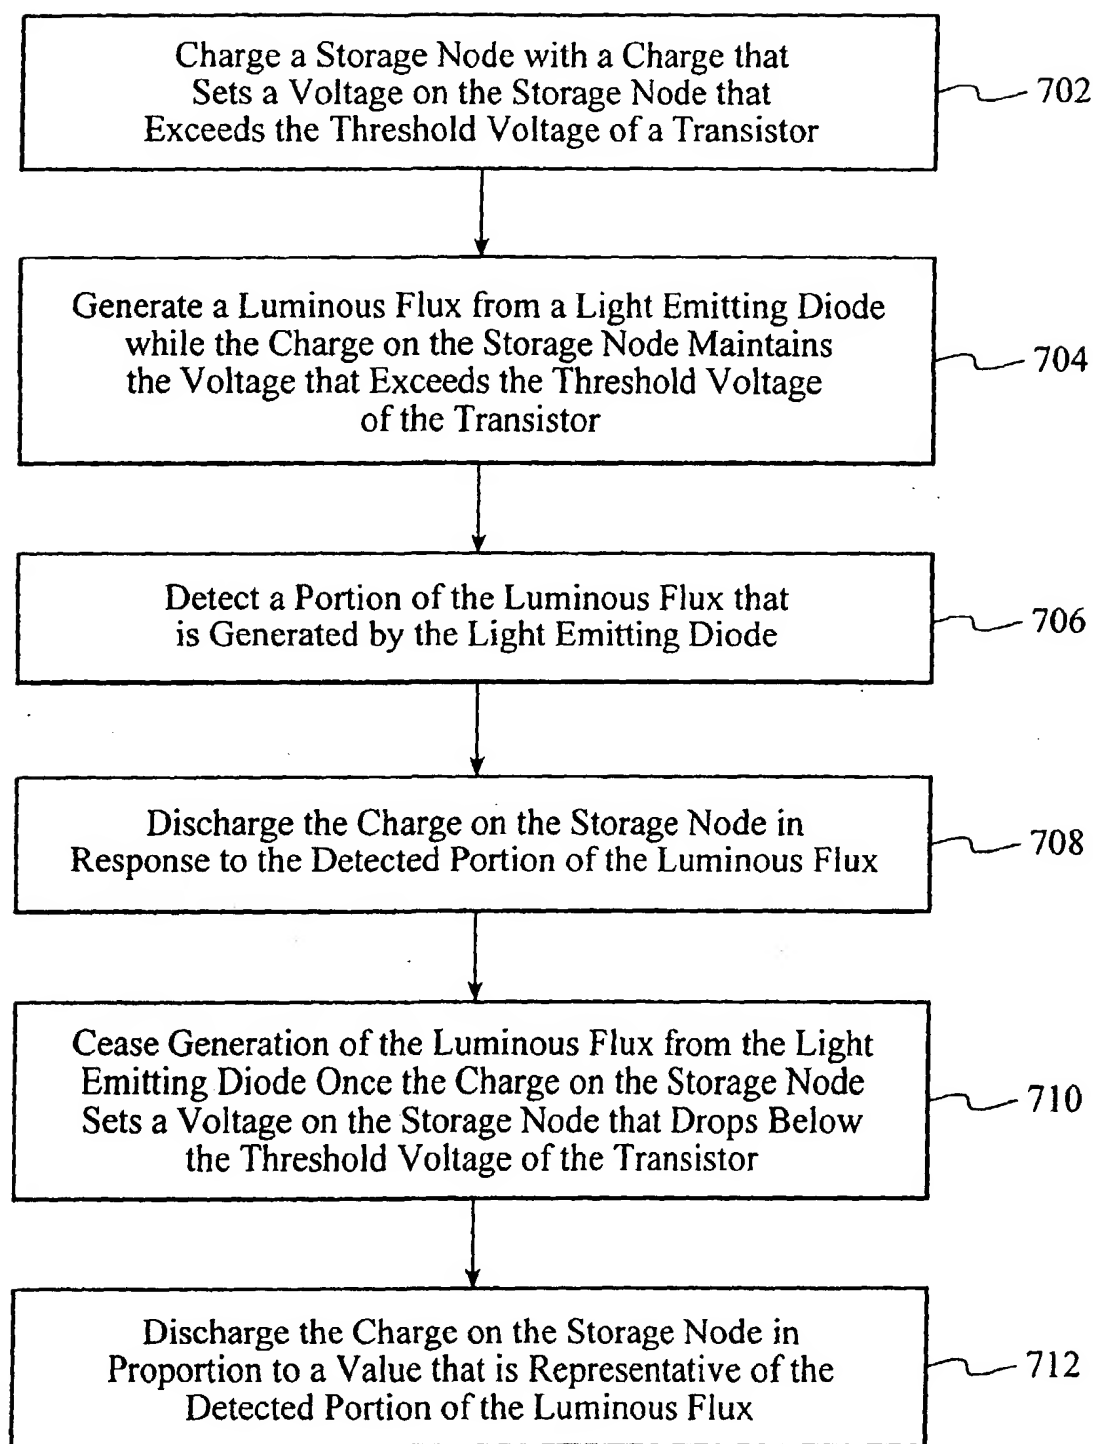 Charge a Storage Node with a Charge that
Sets a Voltage on the Storage Node that
Exceeds the Threshold Voltage of a Transistor
702
Generate a Luminous Flux from a Light Emitting Diode
while the Charge on the Storage Node Maintains
the Voltage that Exceeds the Threshold Voltage
of the Transistor
704
Detect a Portion of the Luminous Flux that
is Generated by the Light Emitting Diode
706
Discharge the Charge on the Storage Node in
Response to the Detected Portion of the Luminous Flux
708
Cease Generation of the Luminous Flux from the Light
Emitting Diode Once the Charge on the Storage Node
Sets a Voltage on the Storage Node that Drops Below
the Threshold Voltage of the Transistor
710
Discharge the Charge on the Storage Node in
Proportion to a Value that is Representative of the
Detected Portion of the Luminous Flux
712